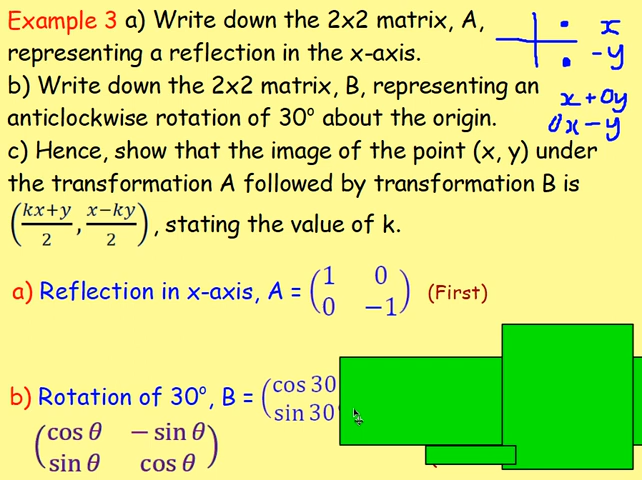 Example 3 a) Write down the 2x2 matrix, A,
representing a reflection in the x-axis.
b) Write down the 2x2 matrix, B, representing an
anticlockwise rotation of 30° about the origin.
c) Hence, show that the image of the point (x, y) under
the transformation A followed by transformation B is
((kx+y)/2, (x−ky)/2), stating the value of k.
x
-y
x + 0y
0x - y
a) Reflection in x-axis, A = (1 0
0 −1) (First)
b) Rotation of 30°, B = (cos 30
sin 30
(cos θ − sin θ
sin θ cos θ)